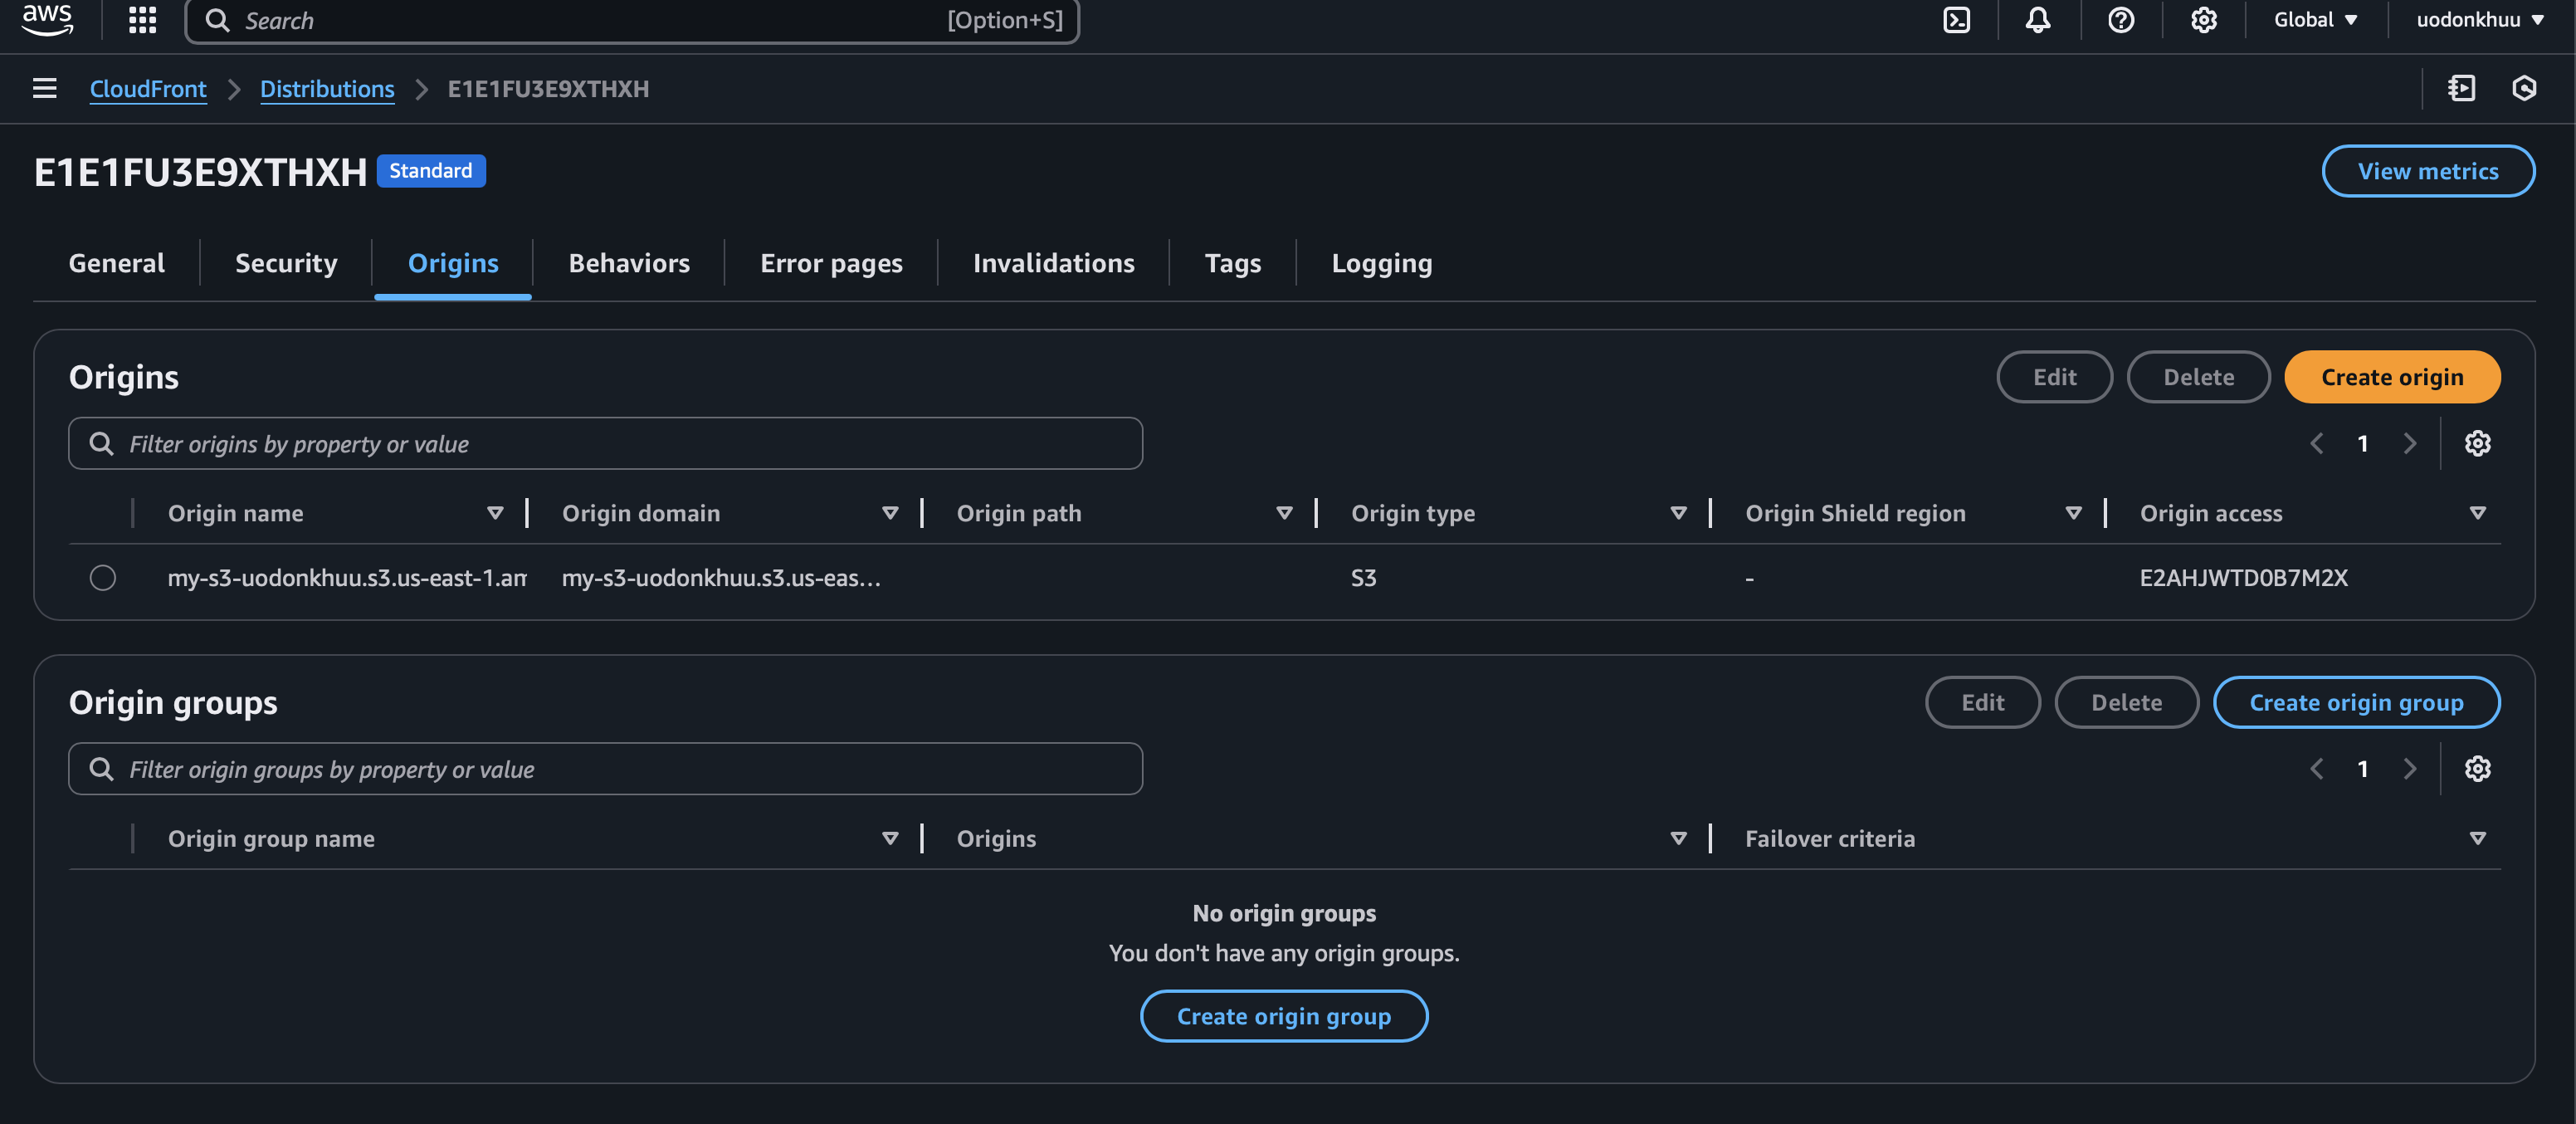 aws
Search [Option+S] Global uodonkhuu
CloudFront Distributions E1E1FU3E9XTHXH
E1E1FU3E9XTHXH Standard View metrics
General Security Origins Behaviors Error pages Invalidations Tags Logging
Origins Edit Delete Create origin
Filter origins by property or value 1
Origin name Origin domain Origin path Origin type Origin Shield region Origin access
my-s3-uodonkhuu.s3.us-east-1.am my-s3-uodonkhuu.s3.us-eas... S3 - E2AHJWTD0B7M2X
Origin groups Edit Delete Create origin group
Filter origin groups by property or value 1
Origin group name Origins Failover criteria
No origin groups
You don't have any origin groups.
Create origin group